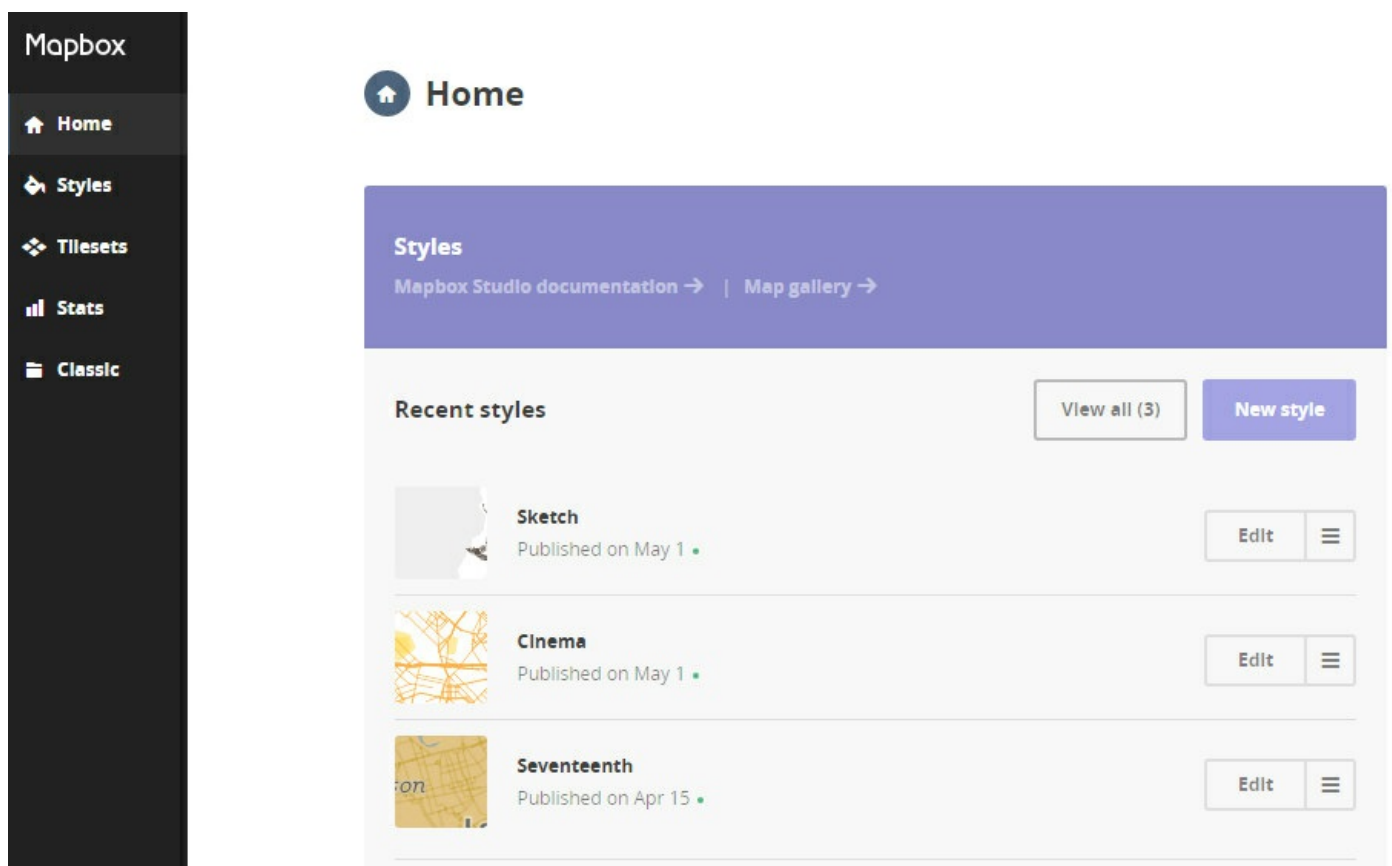 Mapbox
Home
Styles
Tilesets
Stats
Classic
Home
Styles
Mapbox Studio documentation → | Map gallery →
Recent styles
View all (3)
New style
Sketch
Published on May 1 •
Edit
Cinema
Published on May 1 •
Edit
Seventeenth
Published on Apr 15 •
Edit
son